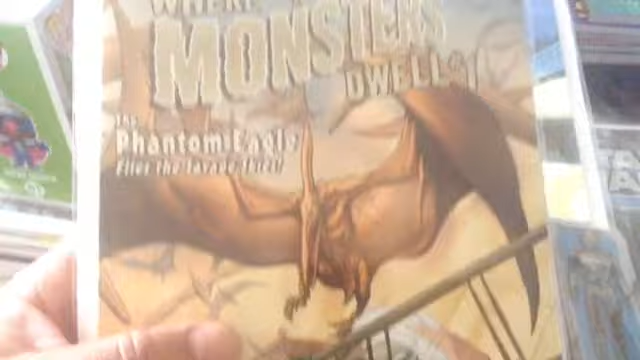 WHERE
MONSTERS
DWELL
The
Phantom Eagle
Flies the Savage Skies!